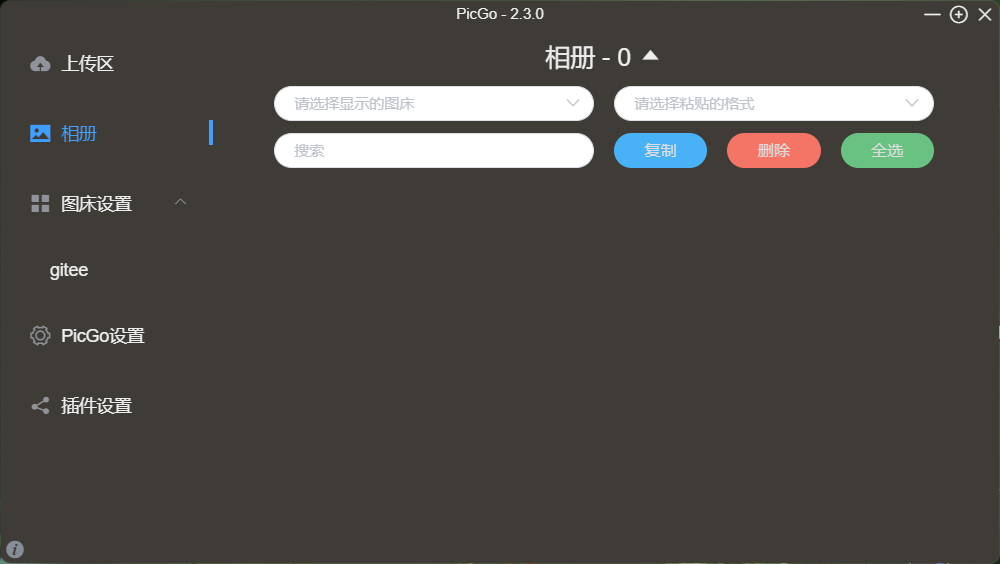 PicGo - 2.3.0
上传区
相册
图床设置
gitee
PicGo设置
插件设置
相册 - 0
请选择显示的图床
请选择粘贴的格式
搜索
复制
删除
全选